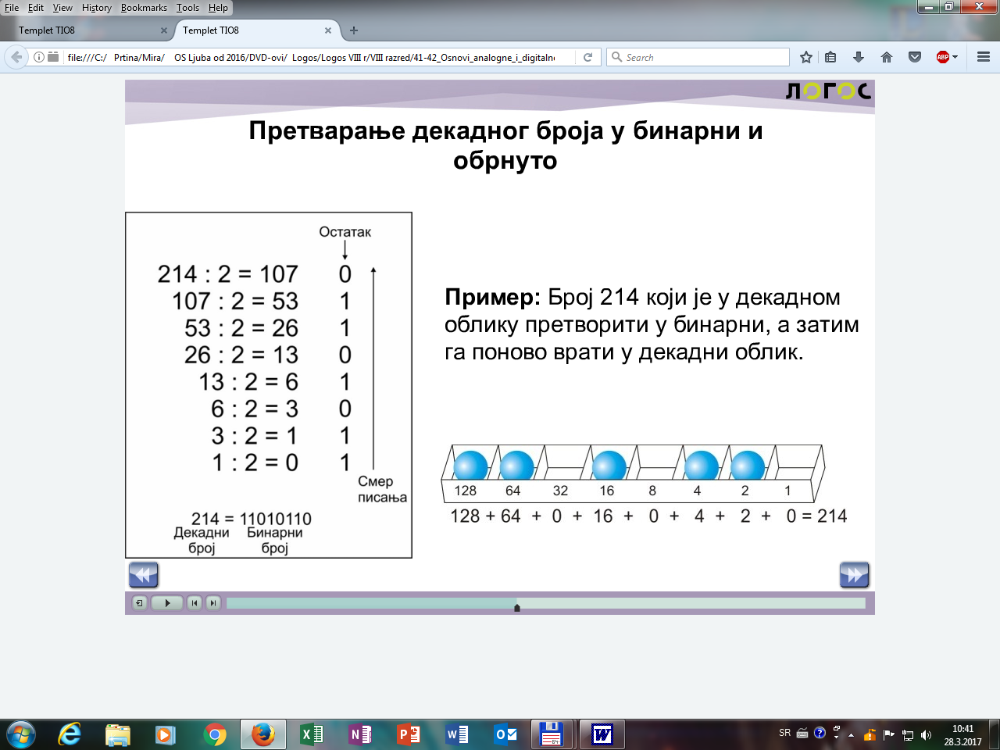 File Edit View History Bookmarks Tools Help
Templet TIO8
Templet TIO8
file:///C:/ Prtina/Mira/ OS Ljuba od 2016/DVD-ovi/ Logos/Logos VIII r/VIII razred/41-42_Osnovi_analogne_i_digitaln
Search
ABP
ЛОГОС
Претварање декадног броја у бинарни и
обрнуто
Остатак
214 : 2 = 107 0
107 : 2 = 53 1
53 : 2 = 26 1
26 : 2 = 13 0
13 : 2 = 6 1
6 : 2 = 3 0
3 : 2 = 1 1
1 : 2 = 0 1
Смер
писања
214 = 11010110
Декадни Бинарни
број број
Пример: Број 214 који је у декадном
облику претворити у бинарни, а затим
га поново врати у декадни облик.
128 64 32 16 8 4 2 1
128 + 64 + 0 + 16 + 0 + 4 + 2 + 0 = 214
SR
10:41
28.3.2017